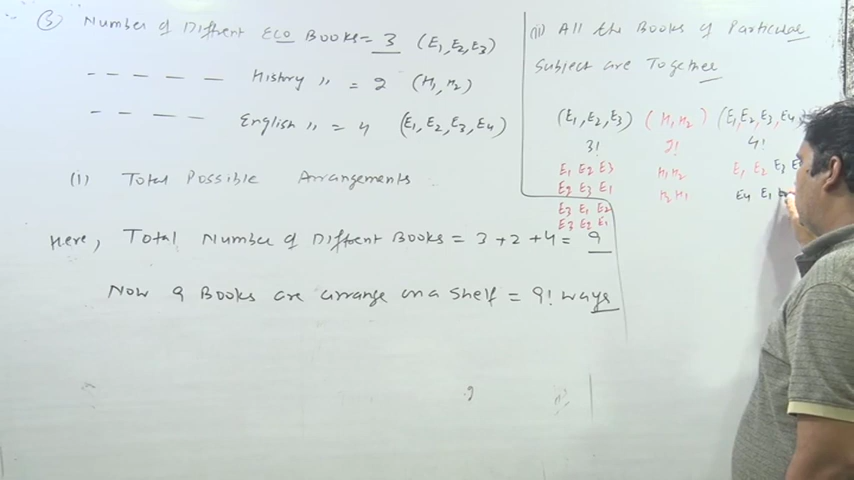 ③ Number of Diffrent Eco Books = 3 (E1, E2, E3)
- - - - - History " = 2 (H1, H2)
- - - - English " = 4 (E1, E2, E3, E4)
(i) Total Possible Arrangements
Here, Total Number of Diffrent Books = 3 + 2 + 4 = 9
Now 9 Books are arrange on a Shelf = 9! ways
(ii) All the Books of Particular
Subject are Together
(E1, E2, E3) (H1, H2) (E1, E2, E3, E4)
3! 2! 4!
E1 E2 E3 H1 H2 E1 E2 E3
E2 E3 E1 H2 H1 E4 E1
E3 E1 E2
E3 E2 E1